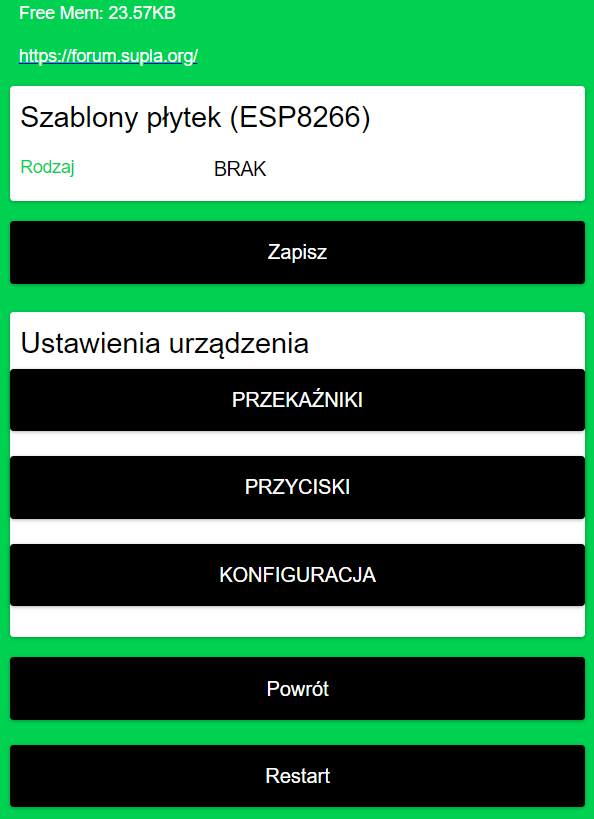 Free Mem: 23.57KB
https://forum.supla.org/
Szablony płytek (ESP8266)
Rodzaj BRAK
Zapisz
Ustawienia urządzenia
PRZEKAŹNIKI
PRZYCISKI
KONFIGURACJA
Powrót
Restart